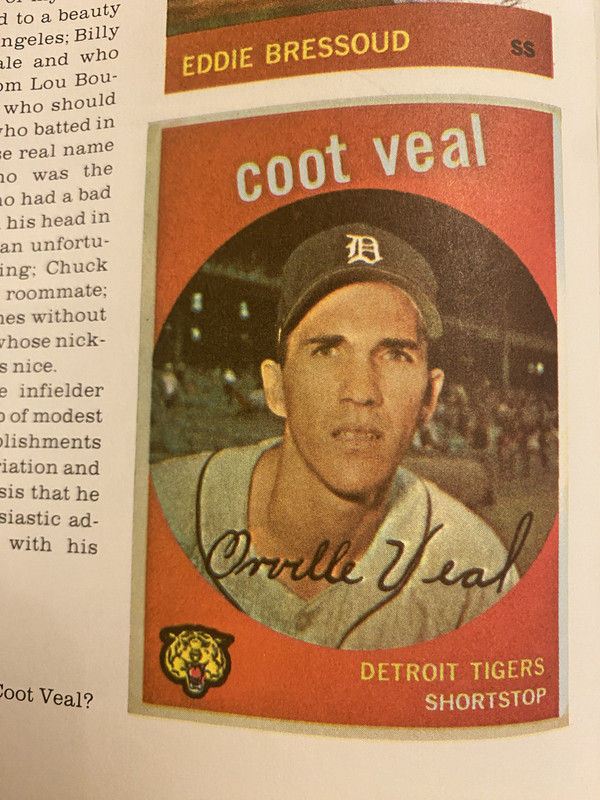 d to a beauty
ngeles; Billy
ale and who
om Lou Bou-
who should
who batted in
se real name
no was the
no had a bad
his head in
an unfortu-
ing; Chuck
roommate;
nes without
whose nick-
s nice.
e infielder
o of modest
plishments
riation and
sis that he
siastic ad-
with his
Coot Veal?
EDDIE BRESSOUD SS
coot veal
D
Orville Veal
DETROIT TIGERS
SHORTSTOP